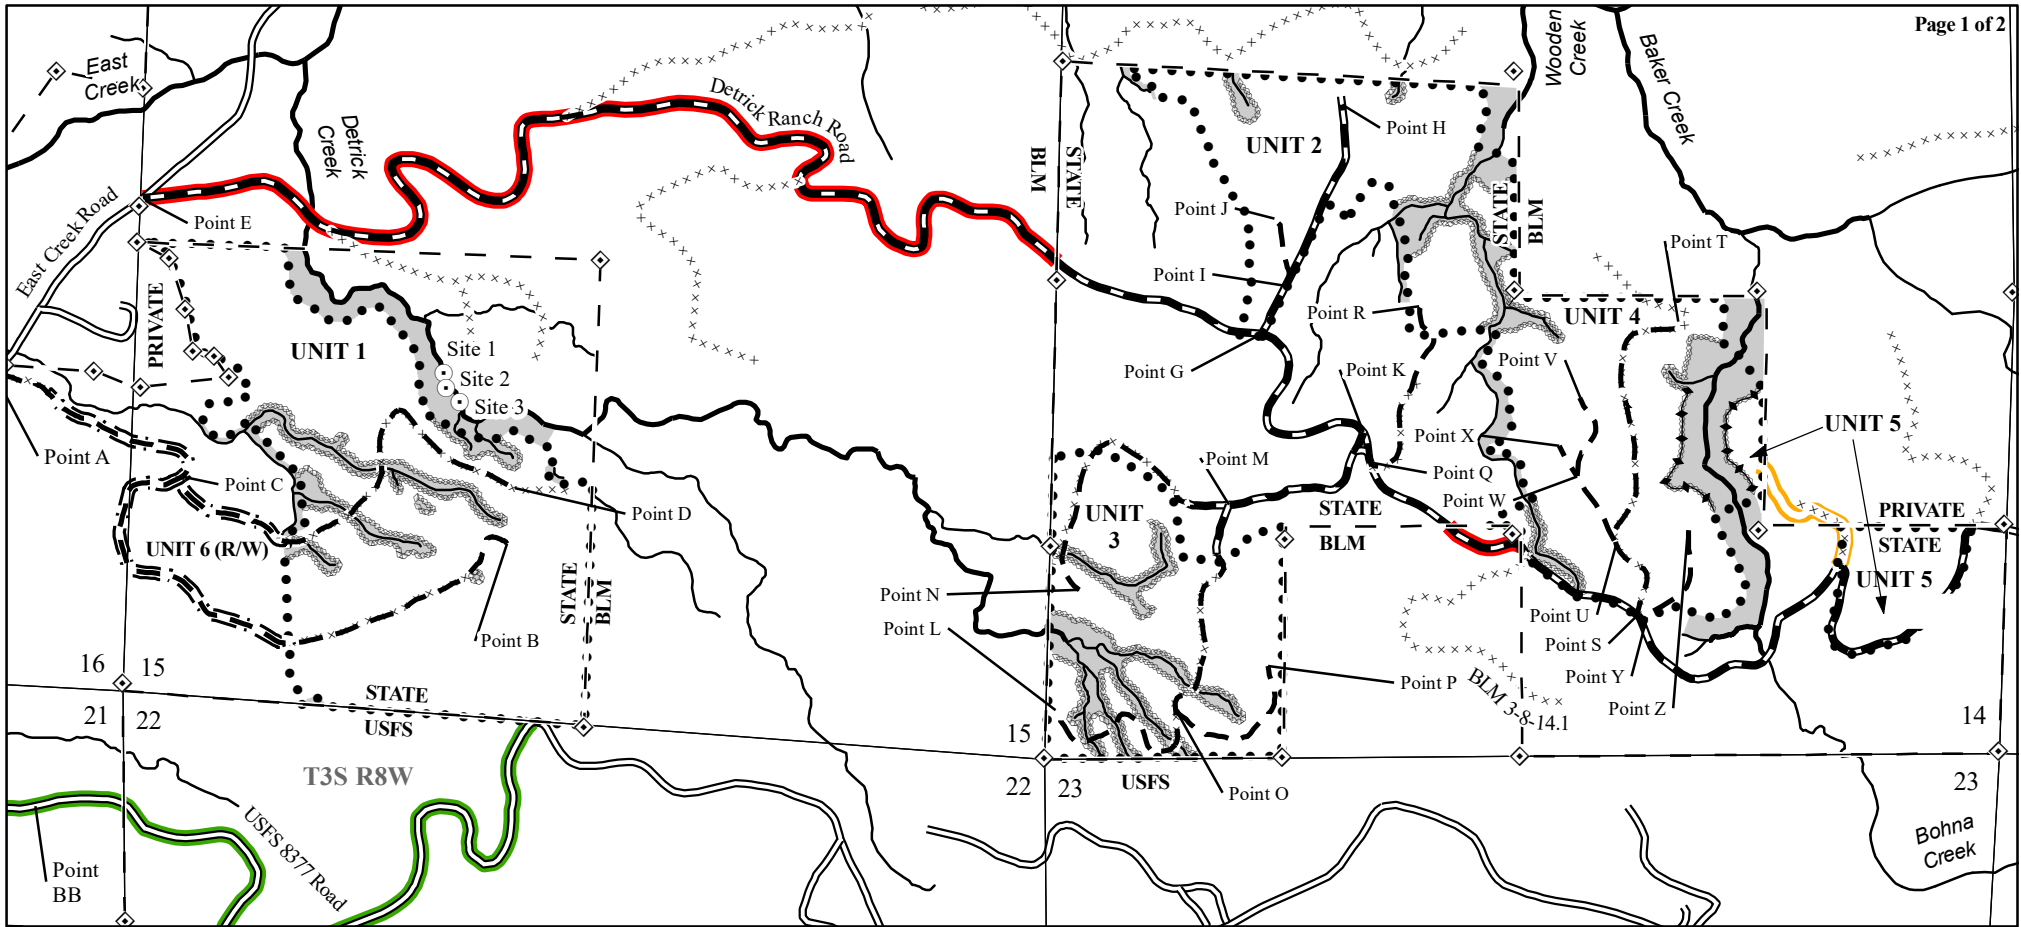 Page 1 of 2
East
Creek
Detrick
Creek
Detrick Ranch Road
Wooden
Creek
Baker Creek
East Creek Road
Point E
PRIVATE
UNIT 1
Site 1
Site 2
Site 3
Point A
Point C
UNIT 6 (R/W)
Point D
Point B
STATE
BLM
16
15
21
22
STATE
USFS
T3S R8W
USFS 8377 Road
Point
BB
BLM
STATE
UNIT 2
Point H
Point J
Point I
Point G
STATE
BLM
Point R
Point K
Point T
UNIT 4
Point V
Point X
Point M
Point Q
Point W
UNIT
3
STATE
BLM
UNIT 5
PRIVATE
STATE
UNIT 5
Point N
Point L
Point U
Point S
Point Y
Point P
Point Z
BLM 3-8-14.1
15
14
22
23
USFS
Point O
23
Bohna
Creek